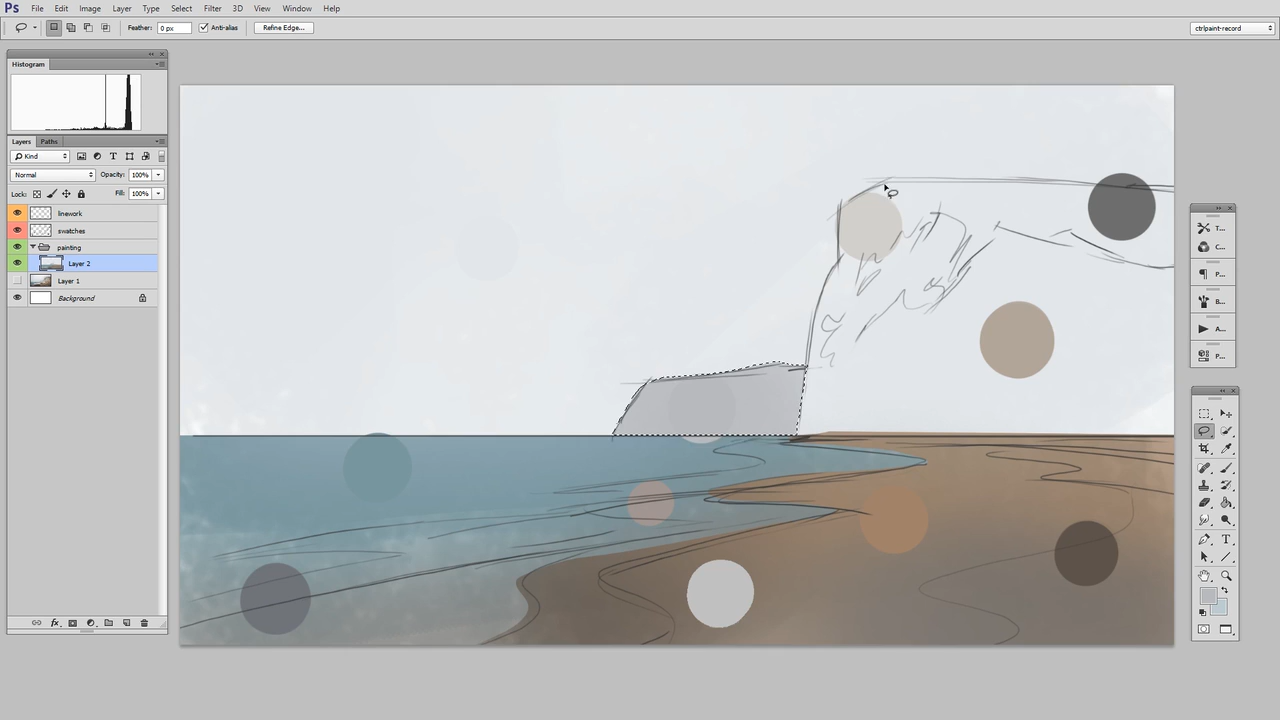 Ps File Edit Image Layer Type Select Filter 3D View Window Help
Feather: 0 px Anti-alias Refine Edge... ctrlpaint-record
Histogram
Layers Paths
Kind
Normal Opacity: 100%
Lock: Fill: 100%
linework
swatches
painting
Layer 2
Layer 1
Background
fx
T...
C...
P...
B...
A...
P...